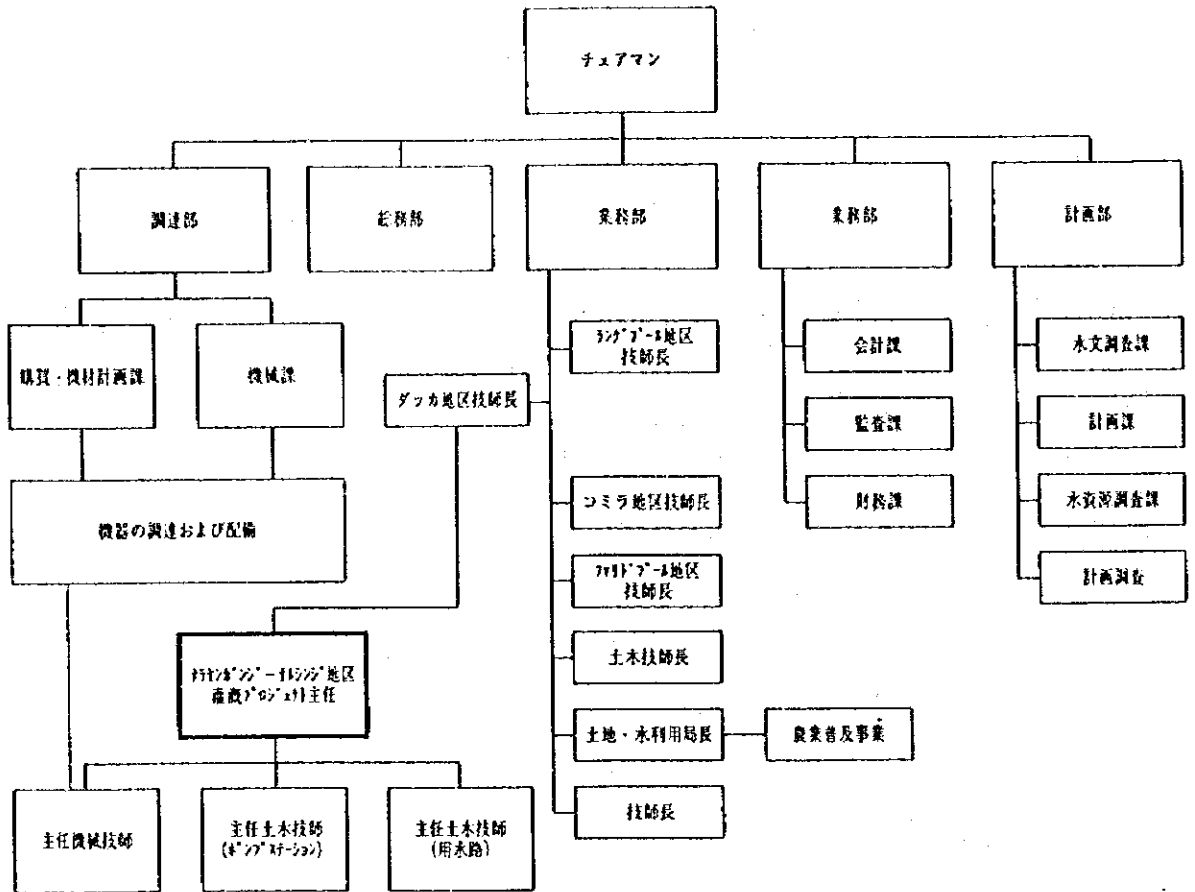 チェアマン
調達部
総務部
業務部
業務部
計画部
購買・機材計画課
機械課
ダッカ地区技師長
ラングプール地区
技師長
会計課
水文調査課
監査課
計画課
機器の調達および配備
コミラ地区技師長
財務課
水資源調査課
ファリドプール地区
技師長
計画調査
ナラヤンガンジ－ナルシンジ地区
灌漑プロジェクト主任
土木技師長
土地・水利用局長
農業普及事業
技師長
主任機械技師
主任土木技師
(ポンプステーション)
主任土木技師
(用水路)